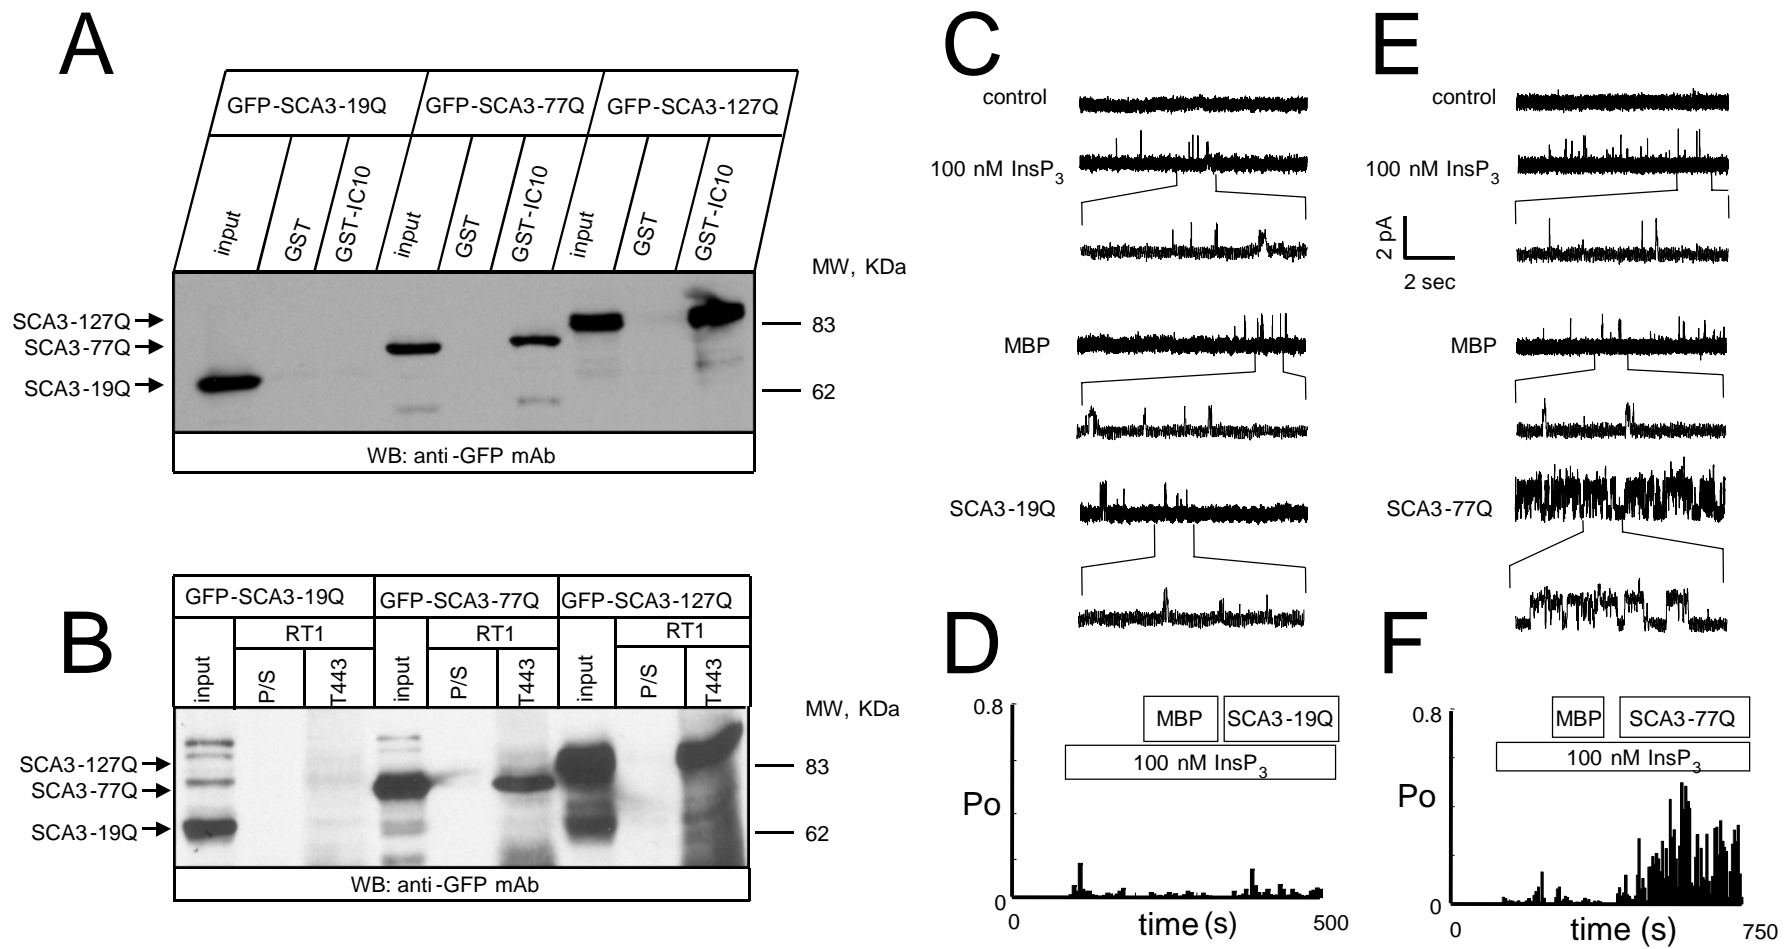 A
GFP-SCA3-19Q
GFP-SCA3-77Q
GFP-SCA3-127Q
input
GST
GST-IC10
input
GST
GST-IC10
input
GST
GST-IC10
MW, KDa
SCA3-127Q
SCA3-77Q
SCA3-19Q
83
62
WB: anti-GFP mAb
B
GFP-SCA3-19Q
GFP-SCA3-77Q
GFP-SCA3-127Q
RT1
RT1
RT1
input
P/S
T443
input
P/S
T443
input
P/S
T443
MW, KDa
SCA3-127Q
SCA3-77Q
SCA3-19Q
83
62
WB: anti-GFP mAb
C
control
100 nM InsP3
MBP
SCA3-19Q
D
0.8
MBP
SCA3-19Q
100 nM InsP3
Po
0
0
time (s)
500
E
control
100 nM InsP3
2 pA
2 sec
MBP
SCA3-77Q
F
0.8
MBP
SCA3-77Q
100 nM InsP3
Po
0
0
time (s)
750